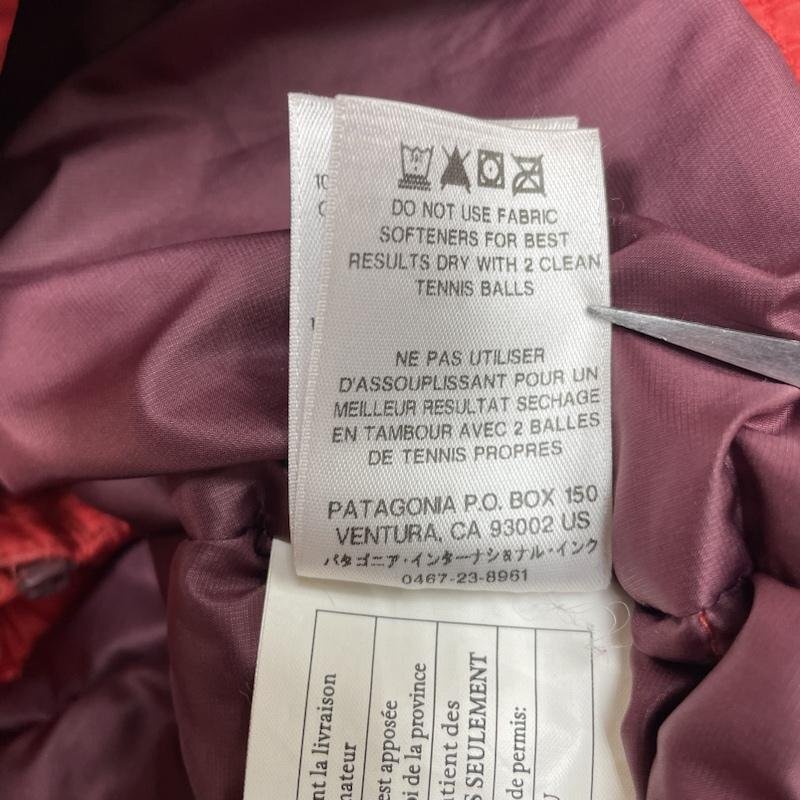 DO NOT USE FABRIC
SOFTENERS FOR BEST
RESULTS DRY WITH 2 CLEAN
TENNIS BALLS
NE PAS UTILISER
D'ASSOUPLISSANT POUR UN
MEILLEUR RESULTAT SECHAGE
EN TAMBOUR AVEC 2 BALLES
DE TENNIS PROPRES
PATAGONIA P.O. BOX 150
VENTURA, CA 93002 US
パタゴニア・インターナショナル・インク
0467-23-8961
nt la livraison
mateur
est apposée
oi de la province
tient des
S SEULEMENT
de permis: